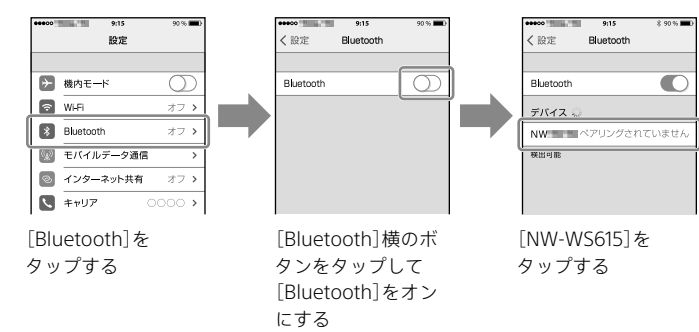 9:15
90 %
設定
機内モード
Wi-Fi
オフ
Bluetooth
オフ
モバイルデータ通信
インターネット共有
オフ
キャリア
[Bluetooth]を
タップする
9:15
90 %
設定
Bluetooth
Bluetooth
[Bluetooth]横のボ
タンをタップして
[Bluetooth]をオン
にする
9:15
90 %
設定
Bluetooth
Bluetooth
デバイス
NW ペアリングされていません
検出可能
[NW-WS615]を
タップする